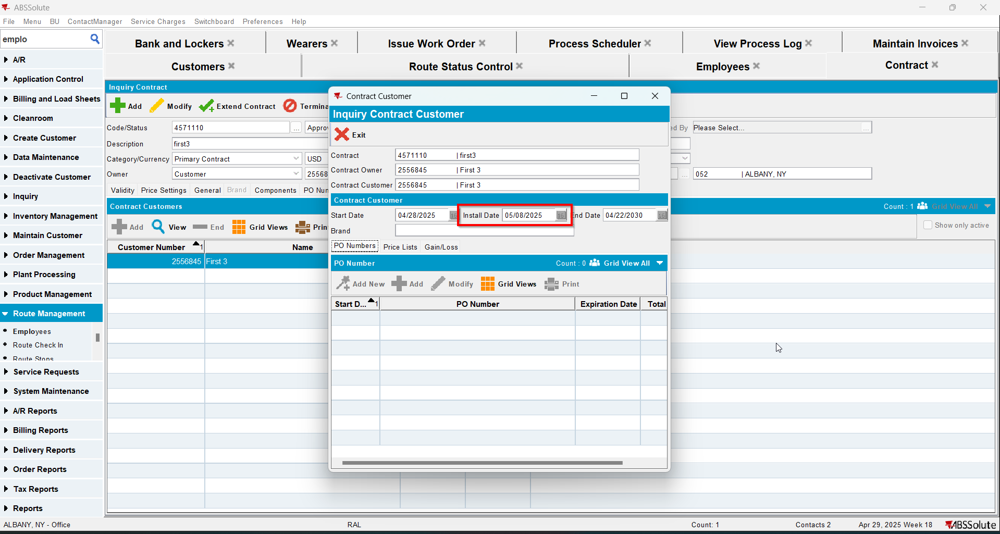 ABSSolute
File Menu BU ContactManager Service Charges Switchboard Preferences Help
emplo
Bank and Lockers
Wearers
Issue Work Order
Process Scheduler
View Process Log
Maintain Invoices
Customers
Route Status Control
Employees
Contract
A/R
Application Control
Billing and Load Sheets
Cleanroom
Create Customer
Data Maintenance
Deactivate Customer
Inquiry
Inventory Management
Maintain Customer
Order Management
Plant Processing
Product Management
Route Management
Employees
Route Check In
Route Stops
Service Requests
System Maintenance
A/R Reports
Billing Reports
Delivery Reports
Order Reports
Tax Reports
Reports
Inquiry Contract
Add Modify Extend Contract Termina
Code/Status 4571110 ... Appro
ed By Please Select... ...
Description first3
Category/Currency Primary Contract USD
Owner Customer 25568
... 052 | ALBANY, NY
Validity Price Settings General Brand Components PO Nun
Contract Customers
Count : 1 Grid View All
Add View End Grid Views Prin
Show only active
Customer Number 1 Name
2556845 First 3
Contract Customer
Inquiry Contract Customer
Exit
Contract 4571110 | first3
Contract Owner 2556845 | First 3
Contract Customer 2556845 | First 3
Contract Customer
Start Date 04/28/2025 16 Install Date 05/08/2025 16 End Date 04/22/2030 16
Brand
PO Numbers Price Lists Gain/Loss
PO Number Count : 0 Grid View All
Add New Add Modify Grid Views Print
Start D... 1 PO Number Expiration Date Total
ALBANY, NY - Office
RAL
Count: 1
Contacts 2
Apr 29, 2025 Week 18
ABSSolute